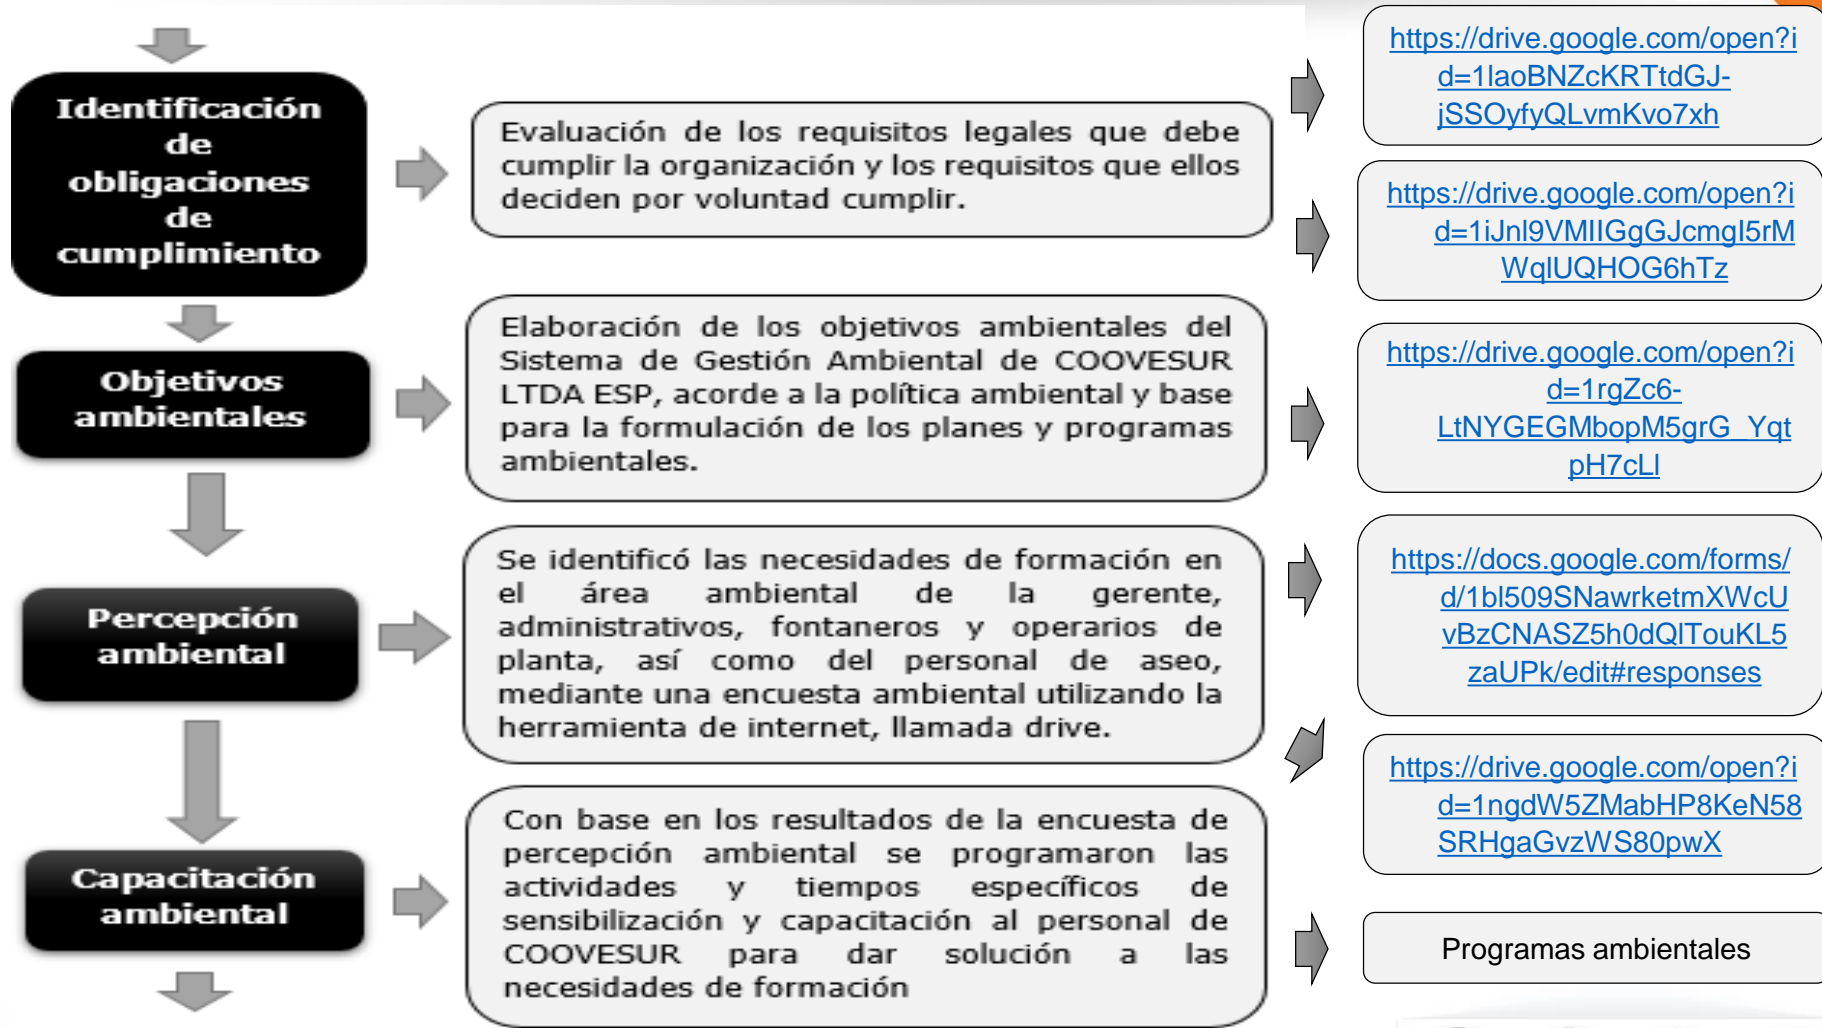 Identificación
de
obligaciones
de
cumplimiento
Evaluación de los requisitos legales que debe
cumplir la organización y los requisitos que ellos
deciden por voluntad cumplir.
https://drive.google.com/open?i
d=1laoBNZcKRTtdGJ-
jSSOyfyQLvmKvo7xh
https://drive.google.com/open?i
d=1iJnl9VMIIGgGJcmgI5rM
WqlUQHOG6hTz
Objetivos
ambientales
Elaboración de los objetivos ambientales del
Sistema de Gestión Ambiental de COOVESUR
LTDA ESP, acorde a la política ambiental y base
para la formulación de los planes y programas
ambientales.
https://drive.google.com/open?i
d=1rgZc6-
LtNYGEGMbopM5grG_Yqt
pH7cLl
Percepción
ambiental
Se identificó las necesidades de formación en
el área ambiental de la gerente,
administrativos, fontaneros y operarios de
planta, así como del personal de aseo,
mediante una encuesta ambiental utilizando la
herramienta de internet, llamada drive.
https://docs.google.com/forms/
d/1bl509SNawrketmXWcU
vBzCNASZ5h0dQlTouKL5
zaUPk/edit#responses
https://drive.google.com/open?i
d=1ngdW5ZMabHP8KeN58
SRHgaGvzWS80pwX
Capacitación
ambiental
Con base en los resultados de la encuesta de
percepción ambiental se programaron las
actividades y tiempos específicos de
sensibilización y capacitación al personal de
COOVESUR para dar solución a las
necesidades de formación
Programas ambientales